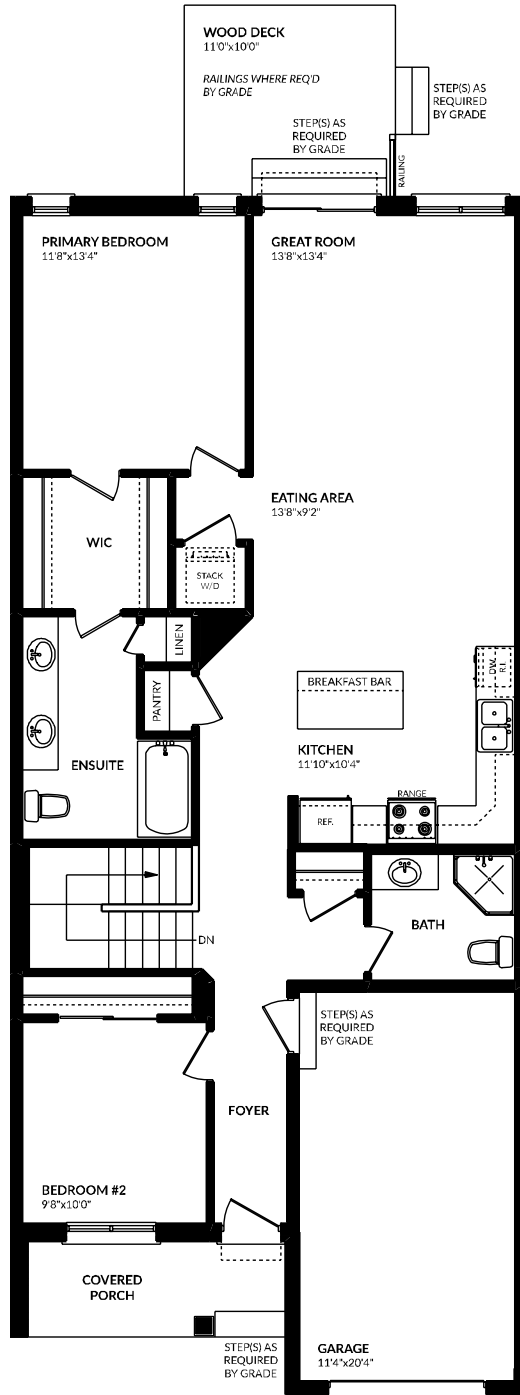 WOOD DECK
11'0"x10'0"
RAILINGS WHERE REQ'D
BY GRADE
STEP(S) AS
REQUIRED
BY GRADE
STEP(S) AS
REQUIRED
BY GRADE
RAILING
PRIMARY BEDROOM
11'8"x13'4"
GREAT ROOM
13'8"x13'4"
EATING AREA
13'8"x9'2"
WIC
STACK
W/D
LINEN
PANTRY
BREAKFAST BAR
DW.
R.I.
KITCHEN
11'10"x10'4"
ENSUITE
RANGE
REF.
DN
BATH
STEP(S) AS
REQUIRED
BY GRADE
FOYER
BEDROOM #2
9'8"x10'0"
COVERED
PORCH
STEP(S) AS
REQUIRED
BY GRADE
GARAGE
11'4"x20'4"